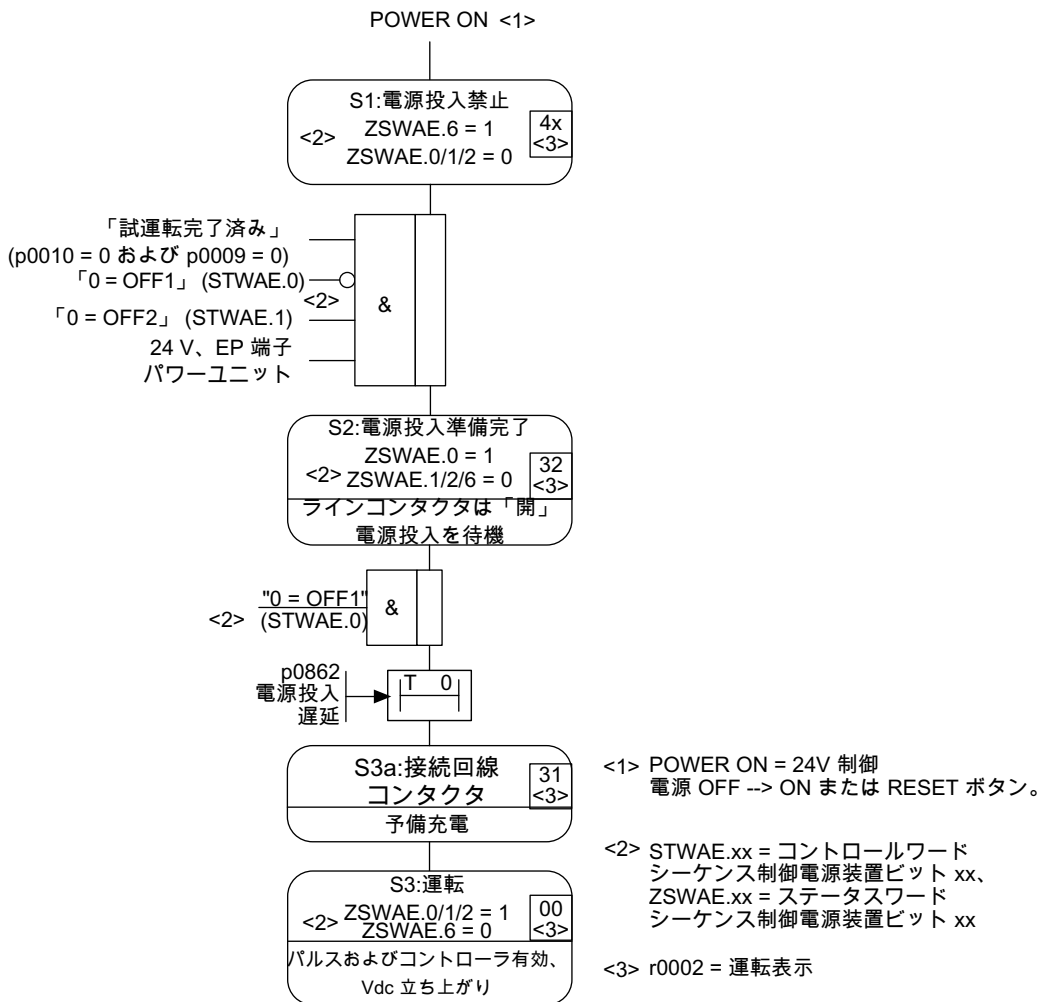 POWER ON <1>
S1:電源投入禁止
<2>
ZSWAE.6 = 1
ZSWAE.0/1/2 = 0
4x
<3>
「試運転完了済み」
(p0010 = 0 および p0009 = 0)
「0 = OFF1」 (STWAE.0)
<2>
「0 = OFF2」 (STWAE.1)
24 V、EP 端子
パワーユニット
&
S2:電源投入準備完了
ZSWAE.0 = 1
<2> ZSWAE.1/2/6 = 0
32
<3>
ラインコンタクタは「開」
電源投入を待機
<2>
"0 = OFF1"
(STWAE.0)
&
p0862
電源投入
遅延
T 0
S3a:接続回線
コンタクタ
31
<3>
予備充電
S3:運転
<2> ZSWAE.0/1/2 = 1
ZSWAE.6 = 0
00
<3>
パルスおよびコントローラ有効、
Vdc 立ち上がり
<1> POWER ON = 24V 制御
電源 OFF --> ON または RESET ボタン。
<2> STWAE.xx = コントロールワード
シーケンス制御電源装置ビット xx、
ZSWAE.xx = ステータスワード
シーケンス制御電源装置ビット xx
<3> r0002 = 運転表示